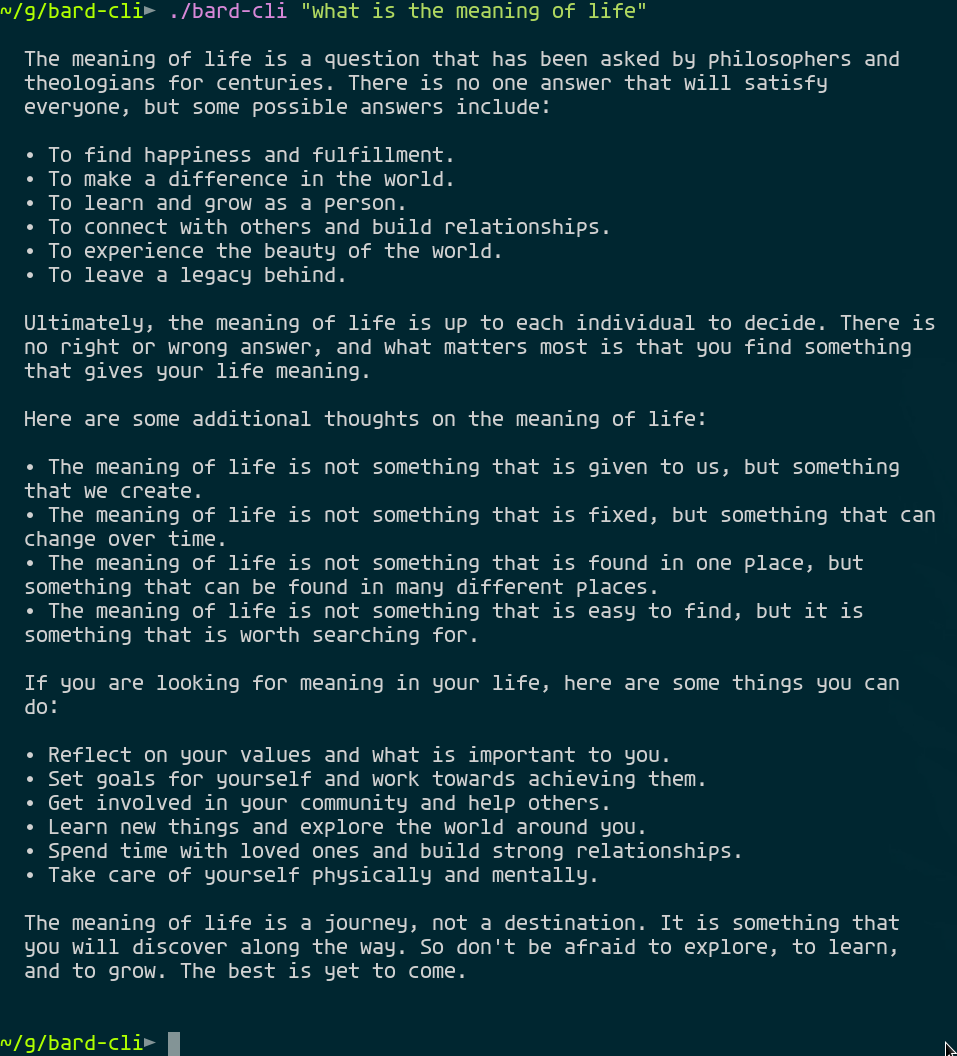 ~/g/bard-cli► ./bard-cli "what is the meaning of life"
The meaning of life is a question that has been asked by philosophers and
theologians for centuries. There is no one answer that will satisfy
everyone, but some possible answers include:
• To find happiness and fulfillment.
• To make a difference in the world.
• To learn and grow as a person.
• To connect with others and build relationships.
• To experience the beauty of the world.
• To leave a legacy behind.
Ultimately, the meaning of life is up to each individual to decide. There is
no right or wrong answer, and what matters most is that you find something
that gives your life meaning.
Here are some additional thoughts on the meaning of life:
• The meaning of life is not something that is given to us, but something
that we create.
• The meaning of life is not something that is fixed, but something that can
change over time.
• The meaning of life is not something that is found in one place, but
something that can be found in many different places.
• The meaning of life is not something that is easy to find, but it is
something that is worth searching for.
If you are looking for meaning in your life, here are some things you can
do:
• Reflect on your values and what is important to you.
• Set goals for yourself and work towards achieving them.
• Get involved in your community and help others.
• Learn new things and explore the world around you.
• Spend time with loved ones and build strong relationships.
• Take care of yourself physically and mentally.
The meaning of life is a journey, not a destination. It is something that
you will discover along the way. So don't be afraid to explore, to learn,
and to grow. The best is yet to come.
~/g/bard-cli►